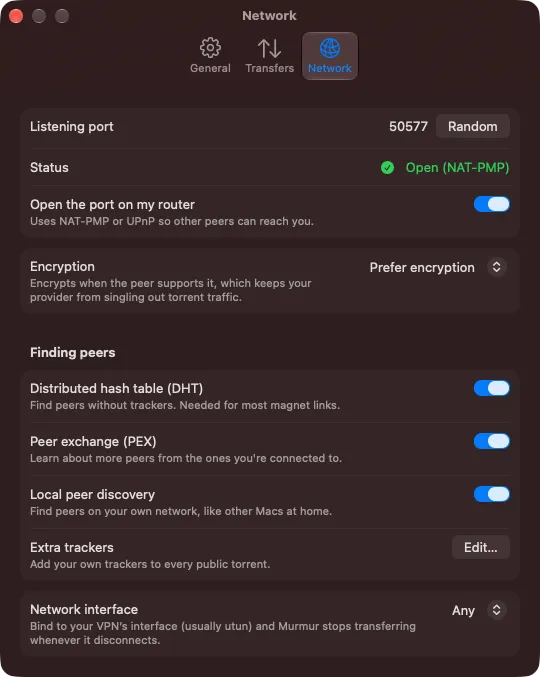 Network
General
Transfers
Network
Listening port
50577
Random
Status
Open (NAT-PMP)
Open the port on my router
Uses NAT-PMP or UPnP so other peers can reach you.
Encryption
Prefer encryption
Encrypts when the peer supports it, which keeps your
provider from singling out torrent traffic.
Finding peers
Distributed hash table (DHT)
Find peers without trackers. Needed for most magnet links.
Peer exchange (PEX)
Learn about more peers from the ones you're connected to.
Local peer discovery
Find peers on your own network, like other Macs at home.
Extra trackers
Edit...
Add your own trackers to every public torrent.
Network interface
Any
Bind to your VPN's interface (usually utun) and Murmur stops transferring
whenever it disconnects.